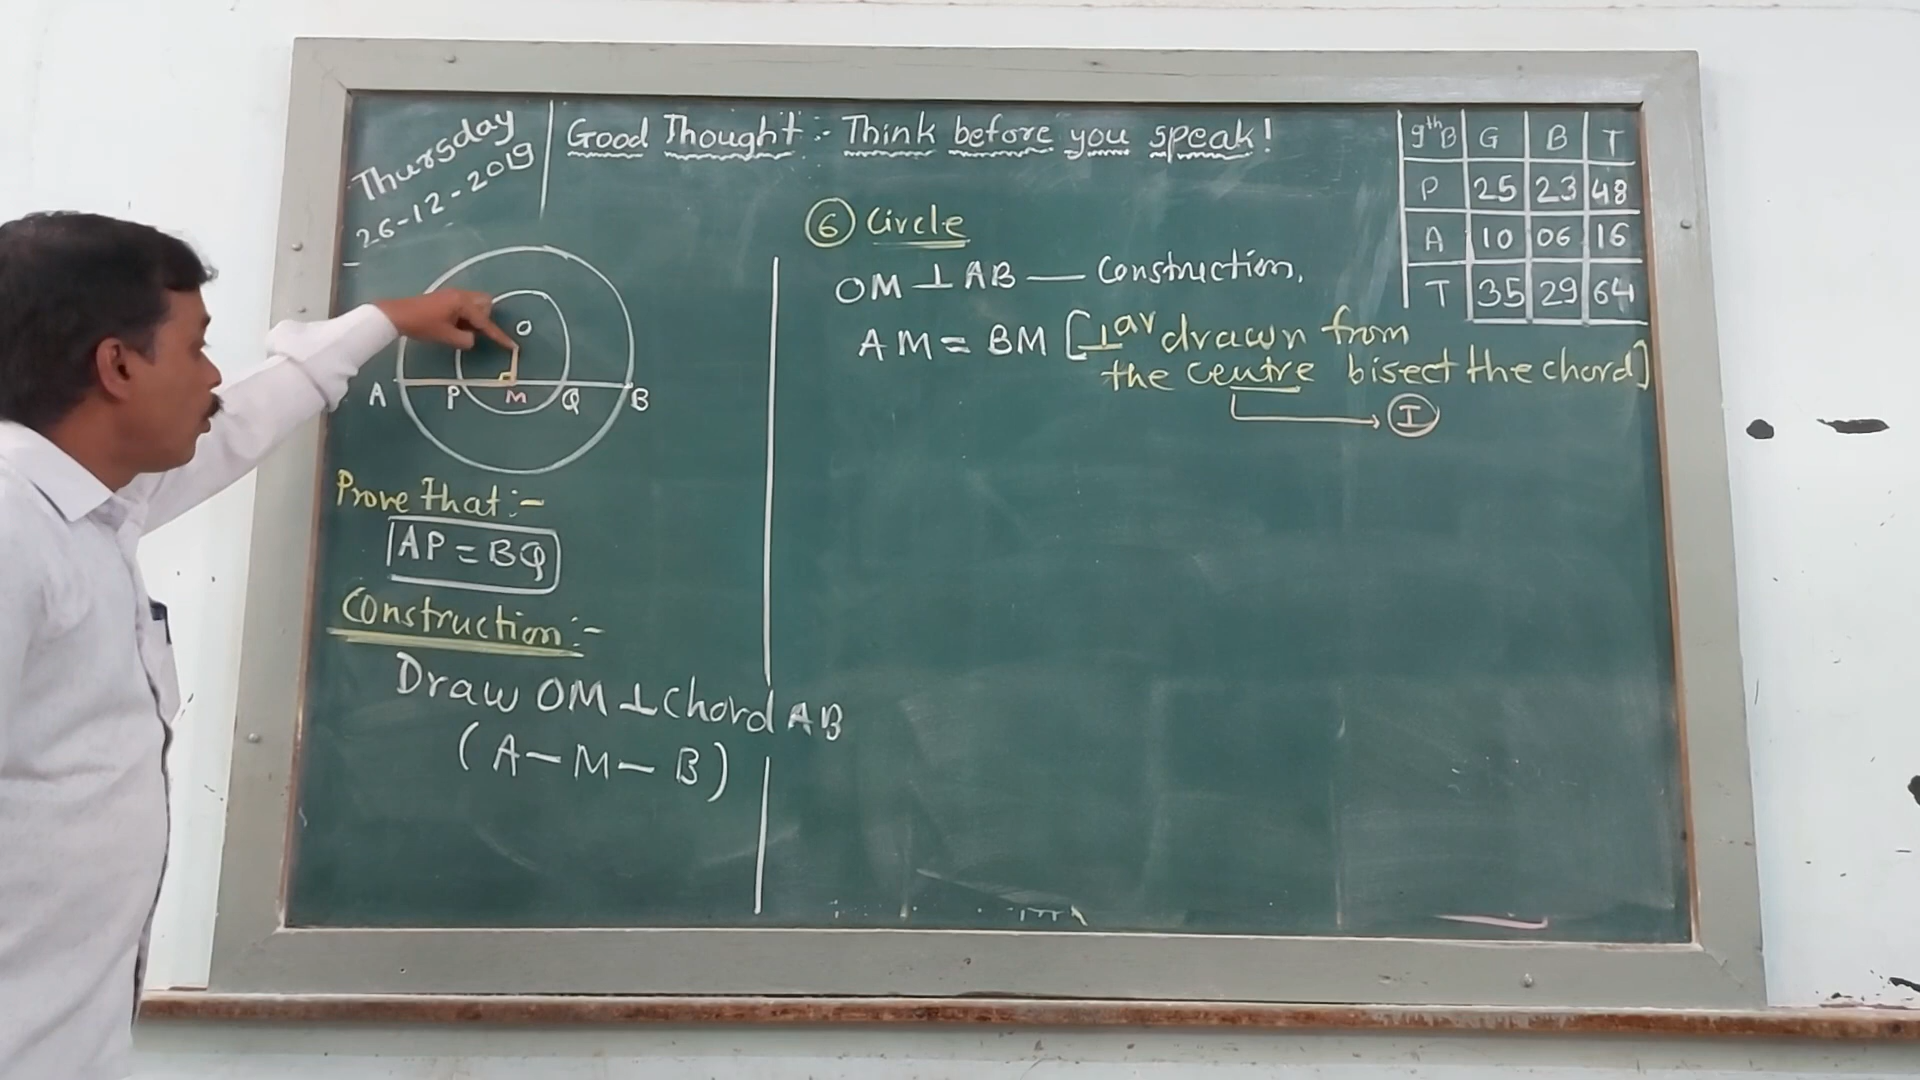 Thursday
26-12-2019
Good Thought :- Think before you speak!
9th B G B T
P 25 23 48
A 10 06 16
T 35 29 64
O
A P M Q B
Prove that :-
AP = BQ
Construction :-
Draw OM ⊥ Chord AB
(A – M – B)
⑥ Circle
OM ⊥ AB — Construction.
AM = BM [⊥ar drawn from
the centre bisect the chord]
I